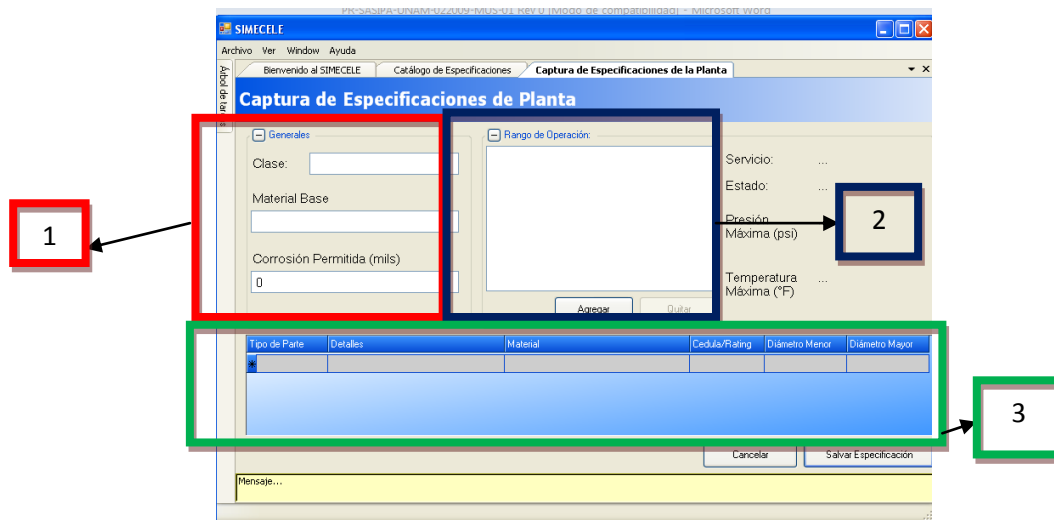 PR-SASIPA-UNAM-022009-MUS-01 Rev 0 [Modo de compatibilidad] - Microsoft Word
SIMECELE
Archivo Ver Window Ayuda
Bienvenido al SIMECELE Catálogo de Especificaciones Captura de Especificaciones de la Planta
Captura de Especificaciones de Planta
Generales Rango de Operación:
Clase: Servicio: ...
Estado: ...
Material Base
1
2
Presión
Máxima (psi)
Corrosión Permitida (mils)
0
Temperatura ...
Máxima (°F)
Agregar Quitar
Tipo de Parte Detalles Material Cedula/Rating Diámetro Menor Diámetro Mayor
3
Cancelar Salvar Especificación
Mensaje...